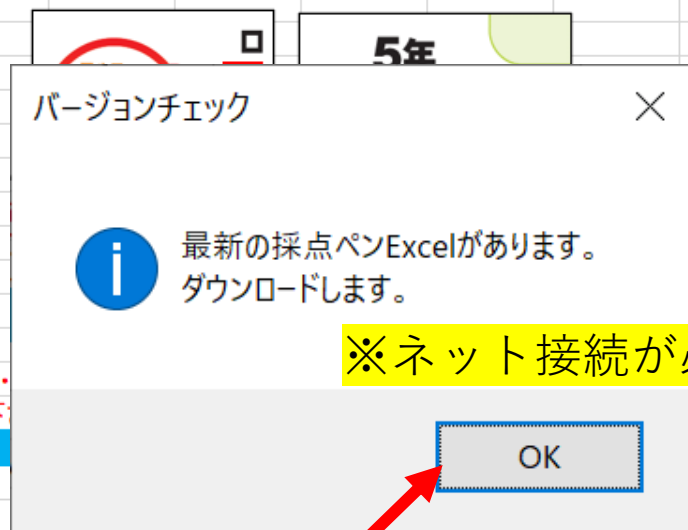 5年
バージョンチェック
最新の採点ペンExcelがあります。
ダウンロードします。
※ネット接続が
OK